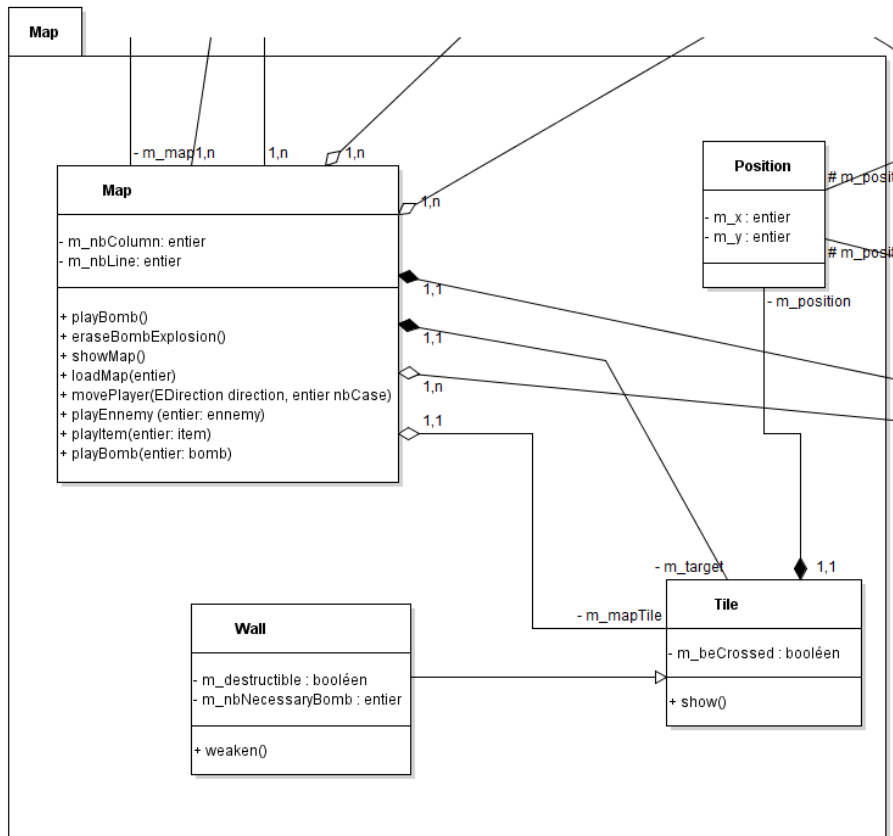 Map
- m_map1,n
1,n
1,n
Map
1,n
- m_nbColumn: entier
- m_nbLine: entier
1,1
+ playBomb()
+ eraseBombExplosion()
+ showMap()
+ loadMap(entier)
+ movePlayer(EDirection direction, entier nbCase)
+ playEnnemy (entier: ennemy)
+ playItem(entier: item)
+ playBomb(entier: bomb)
1,1
1,n
1,1
Position
# m_posit
- m_x : entier
- m_y : entier
# m_posit
- m_position
- m_target
1,1
- m_mapTile
Tile
- m_beCrossed : booléen
+ show()
Wall
- m_destructible : booléen
- m_nbNecessaryBomb : entier
+ weaken()